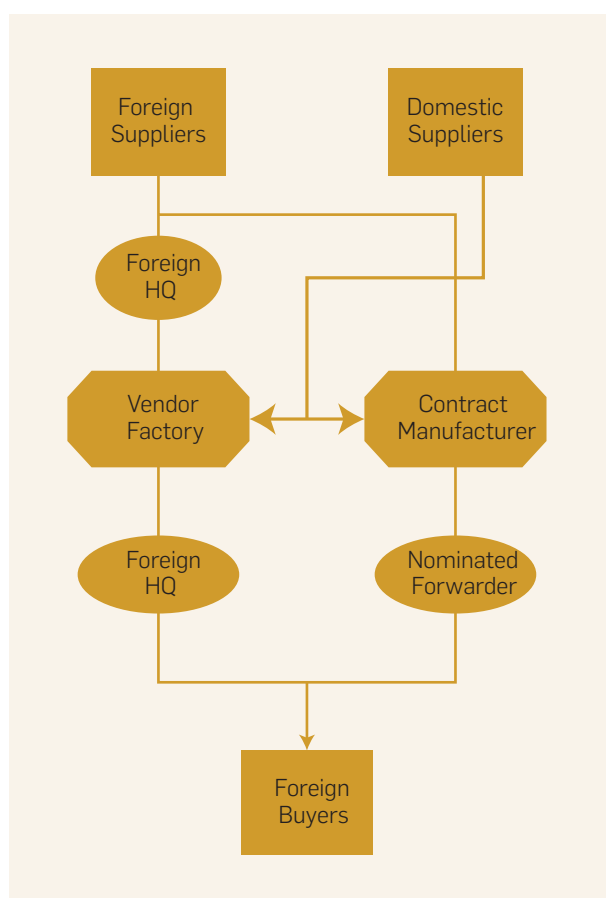 Foreign
Suppliers
Domestic
Suppliers
Foreign
HQ
Vendor
Factory
Contract
Manufacturer
Foreign
HQ
Nominated
Forwarder
Foreign
Buyers